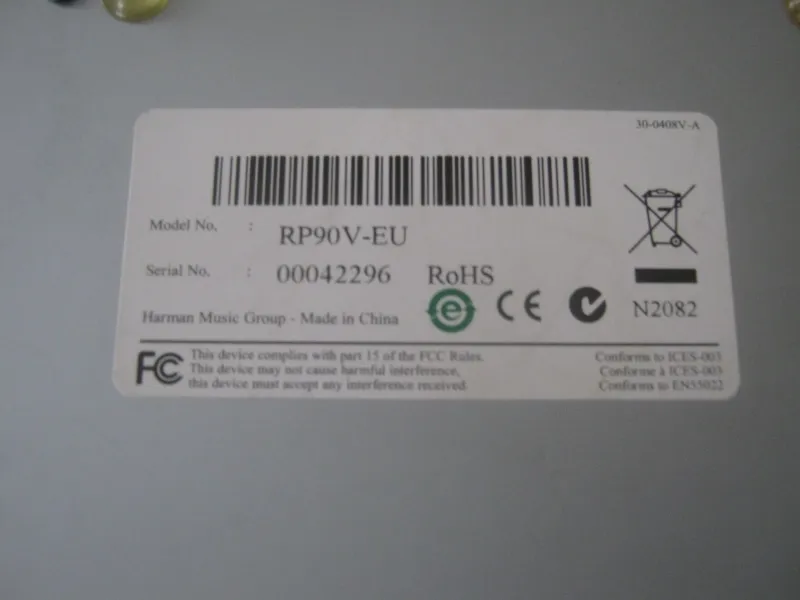 30-0408V-A
Model No. : RP90V-EU
Serial No. : 00042296 RoHS
e CE N2082
Harman Music Group - Made in China
FC This device complies with part 15 of the FCC Rules.
This device may not cause harmful interference,
this device must accept any interference received
Conforms to ICES-003
Conforme à ICES-003
Conforms to EN55022